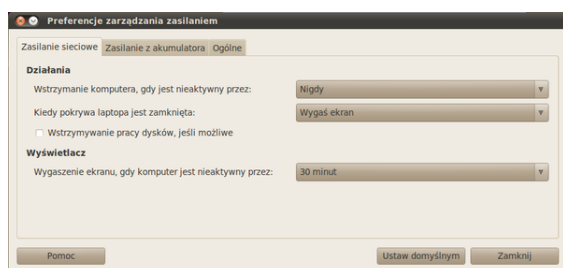 Preferencje zarządzania zasilaniem
Zasilanie sieciowe Zasilanie z akumulatora Ogólne
Działania
Wstrzymanie komputera, gdy jest nieaktywny przez: Nigdy
Kiedy pokrywa laptopa jest zamknięta: Wygaś ekran
Wstrzymywanie pracy dysków, jeśli możliwe
Wyświetlacz
Wygaszenie ekranu, gdy komputer jest nieaktywny przez: 30 minut
Pomoc Ustaw domyślnym Zamknij